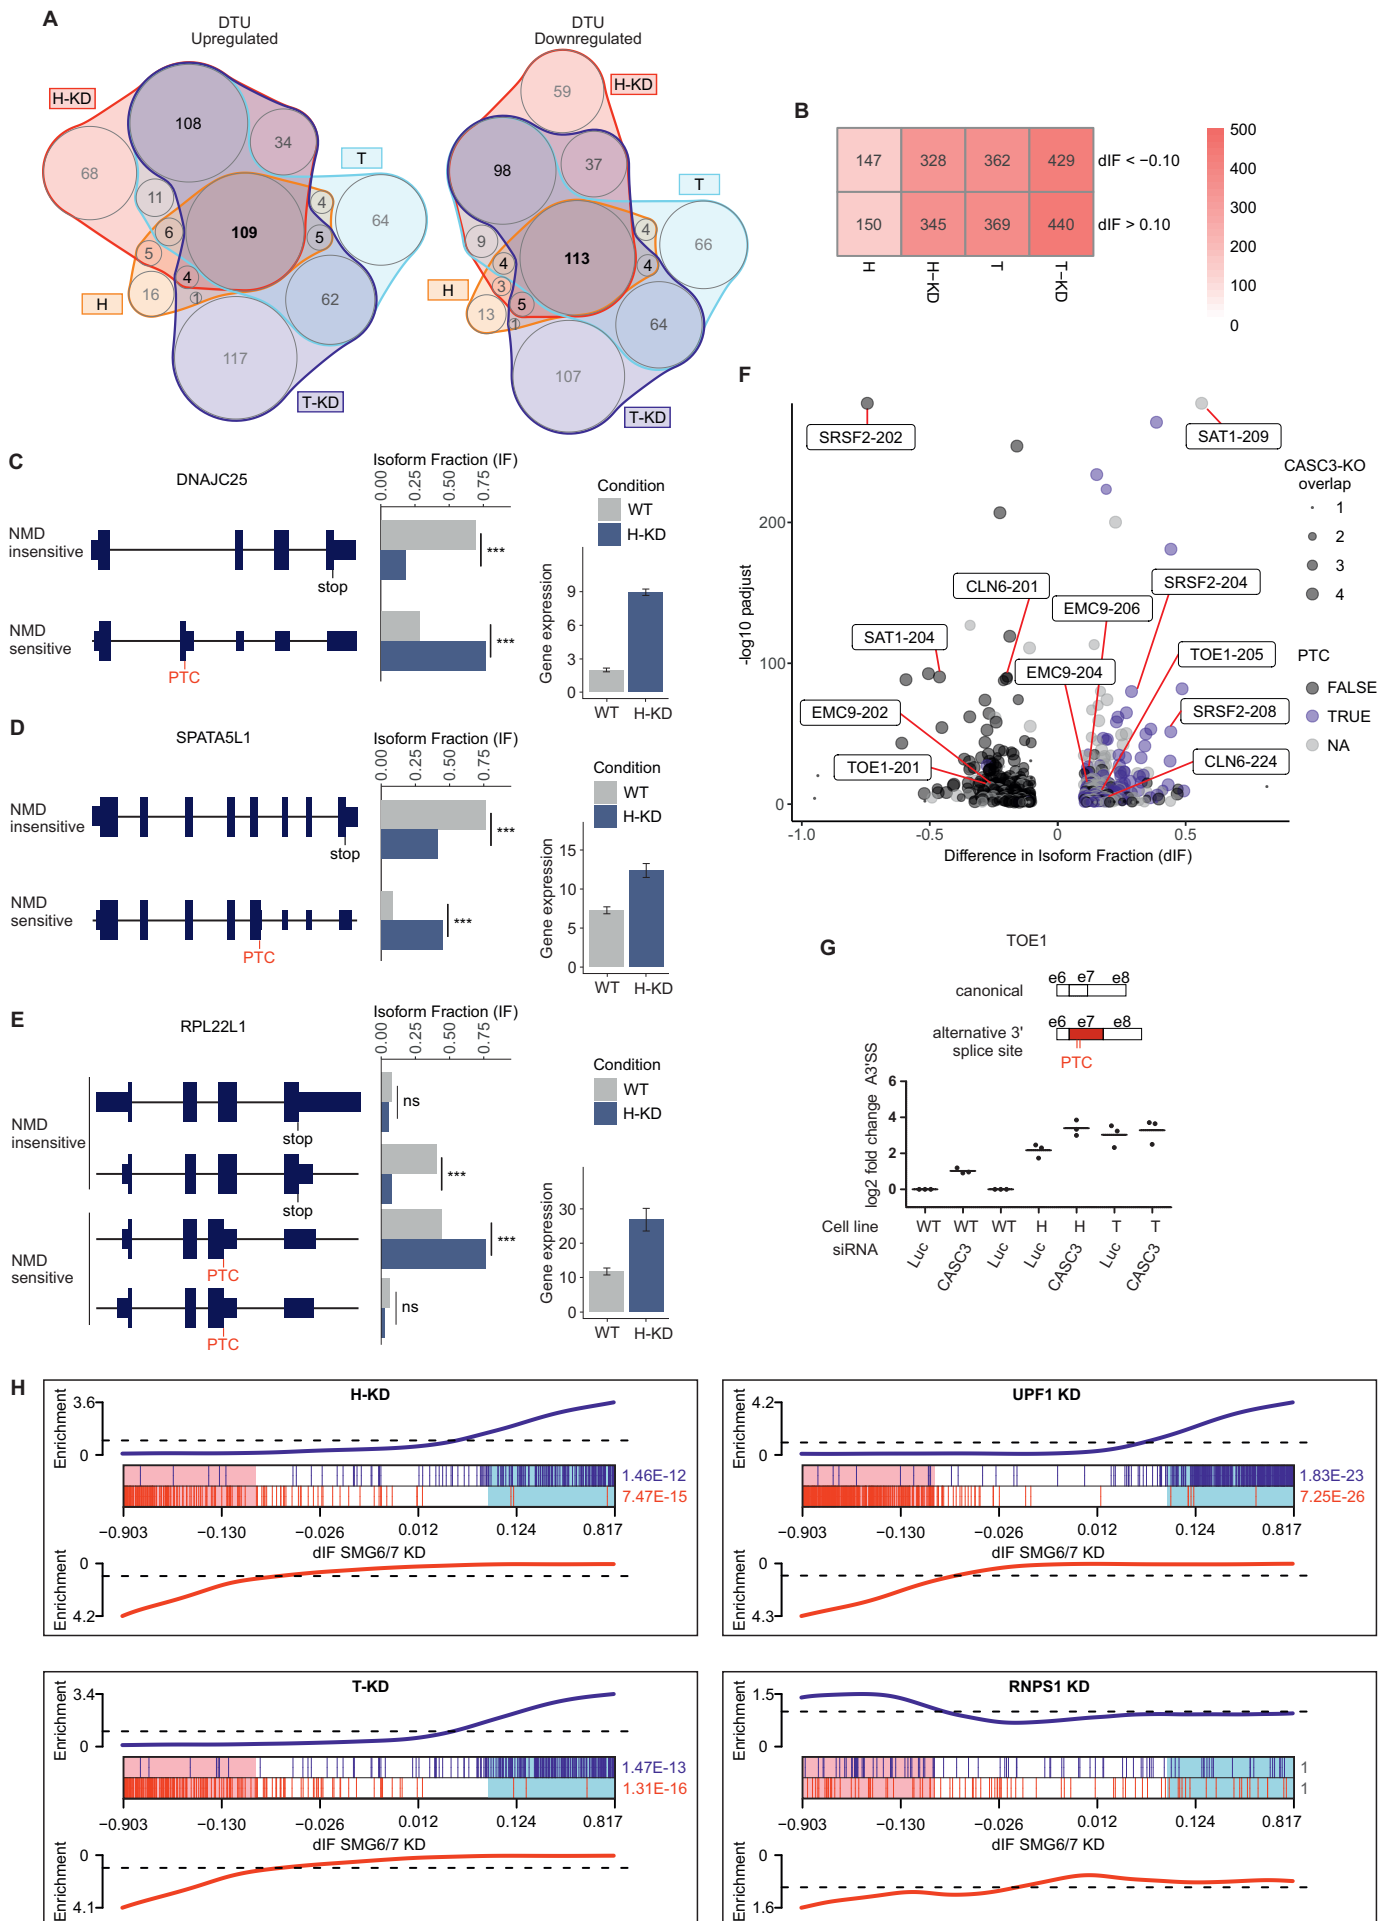 A
DTU
Upregulated
H-KD
108
34
68
T
11
4
64
6
109
5
5
4
16
1
H
62
117
T-KD
DTU
Downregulated
59
H-KD
98
37
T
4
66
9
4
113
4
H
3
13
5
1
64
107
T-KD
B
147
328
362
429
dIF < −0.10
150
345
369
440
dIF > 0.10
H
H−KD
T
T−KD
500
400
300
200
100
0
C
DNAJC25
NMD
insensitive
stop
NMD
sensitive
PTC
Isoform Fraction (IF)
0.00
0.25
0.50
0.75
***
***
Condition
WT
H-KD
Gene expression
9
6
3
0
WT
H-KD
D
SPATA5L1
NMD
insensitive
stop
NMD
sensitive
PTC
Isoform Fraction (IF)
0.00
0.25
0.50
0.75
***
***
Condition
WT
H-KD
Gene expression
15
10
5
0
WT
H-KD
E
RPL22L1
NMD
insensitive
stop
stop
NMD
sensitive
PTC
PTC
Isoform Fraction (IF)
0.00
0.25
0.50
0.75
ns
***
***
ns
Condition
WT
H-KD
Gene expression
30
20
10
0
WT
H-KD
F
SRSF2-202
SAT1-209
CLN6-201
SRSF2-204
EMC9-206
SAT1-204
TOE1-205
EMC9-204
EMC9-202
SRSF2-208
TOE1-201
CLN6-224
-log10 padjust
200
100
0
-1.0
-0.5
0
0.5
Difference in Isoform Fraction (dIF)
CASC3-KO
overlap
1
2
3
4
PTC
FALSE
TRUE
NA
G
TOE1
canonical
e6 e7 e8
alternative 3'
splice site
e6 e7 e8
PTC
log2 fold change A3'SS
6
4
2
0
Cell line
WT
WT
WT
H
H
T
T
siRNA
Luc
CASC3
Luc
Luc
CASC3
Luc
CASC3
H
H-KD
Enrichment
3.6
0
1.46E-12
7.47E-15
−0.903
−0.130
−0.026
0.012
0.124
0.817
dIF SMG6/7 KD
Enrichment
0
4.2
UPF1 KD
Enrichment
4.2
0
1.83E-23
7.25E-26
−0.903
−0.130
−0.026
0.012
0.124
0.817
dIF SMG6/7 KD
Enrichment
0
4.3
T-KD
Enrichment
3.4
0
1.47E-13
1.31E-16
−0.903
−0.130
−0.026
0.012
0.124
0.817
dIF SMG6/7 KD
Enrichment
0
4.1
RNPS1 KD
Enrichment
1.5
0
1
1
−0.903
−0.130
−0.026
0.012
0.124
0.817
dIF SMG6/7 KD
Enrichment
0
1.6